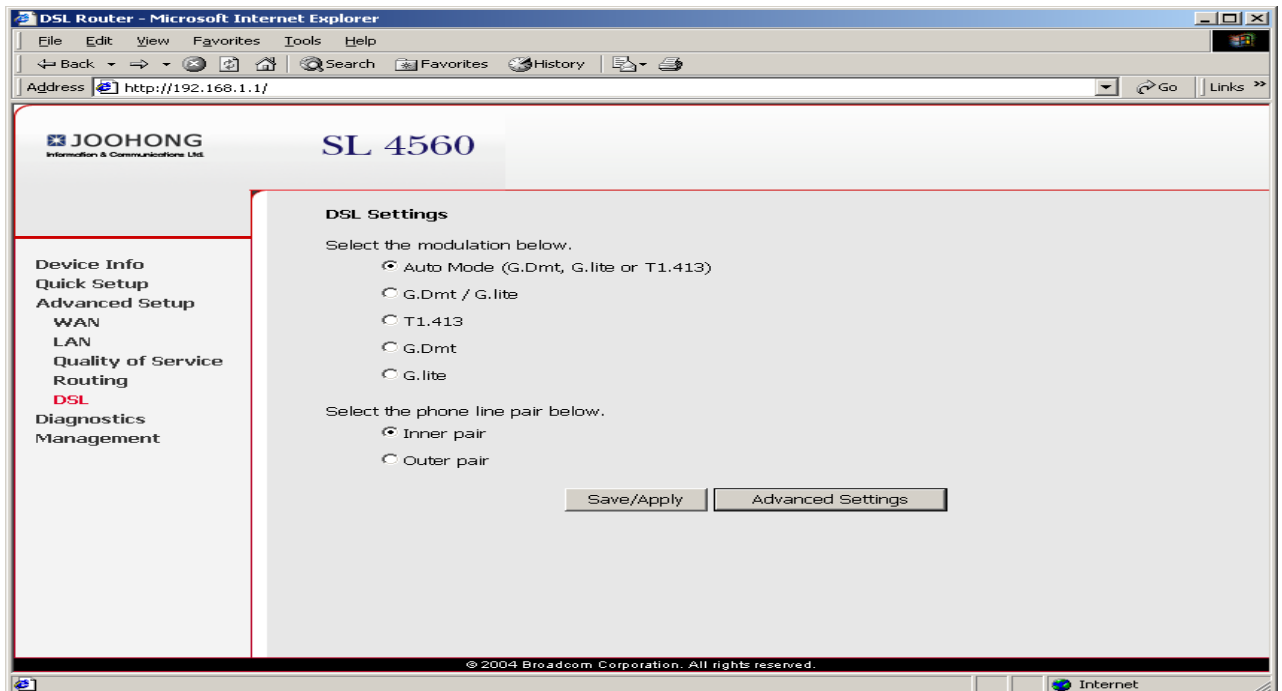 DSL Router - Microsoft Internet Explorer
File Edit View Favorites Tools Help
Back Search Favorites History
Address http://192.168.1.1/ Go Links »
JOOHONG
Information & Communications Ltd.
SL 4560
DSL Settings
Select the modulation below.
Auto Mode (G.Dmt, G.lite or T1.413)
G.Dmt / G.lite
T1.413
G.Dmt
G.lite
Select the phone line pair below.
Inner pair
Outer pair
Save/Apply Advanced Settings
Device Info
Quick Setup
Advanced Setup
WAN
LAN
Quality of Service
Routing
DSL
Diagnostics
Management
© 2004 Broadcom Corporation. All rights reserved.
Internet